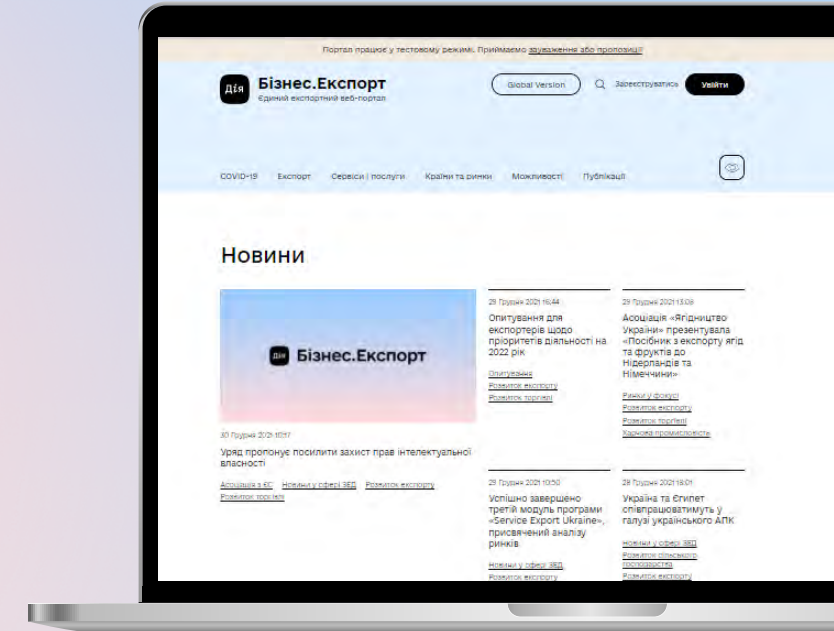 Портал працює у тестовому режимі. Приймаємо зауваження або пропозиції
Дія
Бізнес.Експорт
Єдиний експортний веб-портал
Global Version
Зареєструватись
Увійти
COVID-19 Експорт Сервіси і послуги Країни та ринки Можливості Публікації
Новини
Дія Бізнес.Експорт
30 Грудня 2021 10:17
Уряд пропонує посилити захист прав інтелектуальної
власності
Асоціація з ЄС Новини у сфері ЗЕД Розвиток експорту
Розвиток торгівлі
29 Грудня 2021 16:44
Опитування для
експортерів щодо
пріоритетів діяльності на
2022 рік
Опитування
Розвиток експорту
Розвиток торгівлі
29 Грудня 2021 13:08
Асоціація «Ягідництво
України» презентувала
«Посібник з експорту ягід
та фруктів до
Нідерландів та
Німеччини»
Ринки у фокусі
Розвиток експорту
Розвиток торгівлі
Харчова промисловість
29 Грудня 2021 10:50
Успішно завершено
третій модуль програми
«Service Export Ukraine»,
присвячений аналізу
ринків
Новини у сфері ЗЕД
Розвиток експорту
28 Грудня 2021 18:01
Україна та Єгипет
співпрацюватимуть у
галузі українського АПК
Новини у сфері ЗЕД
Розвиток сільського
господарства
Розвиток експорту